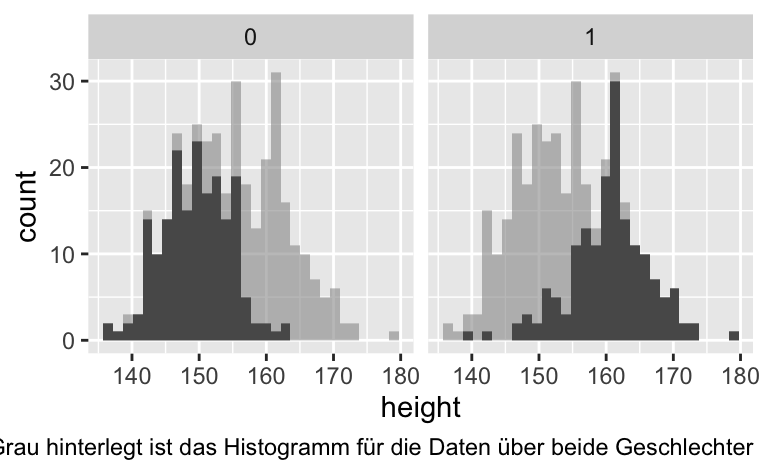 0 1
30
20
10
0
count
140 150 160 170 180 140 150 160 170 180
height
Grau hinterlegt ist das Histogramm für die Daten über beide Geschlechter